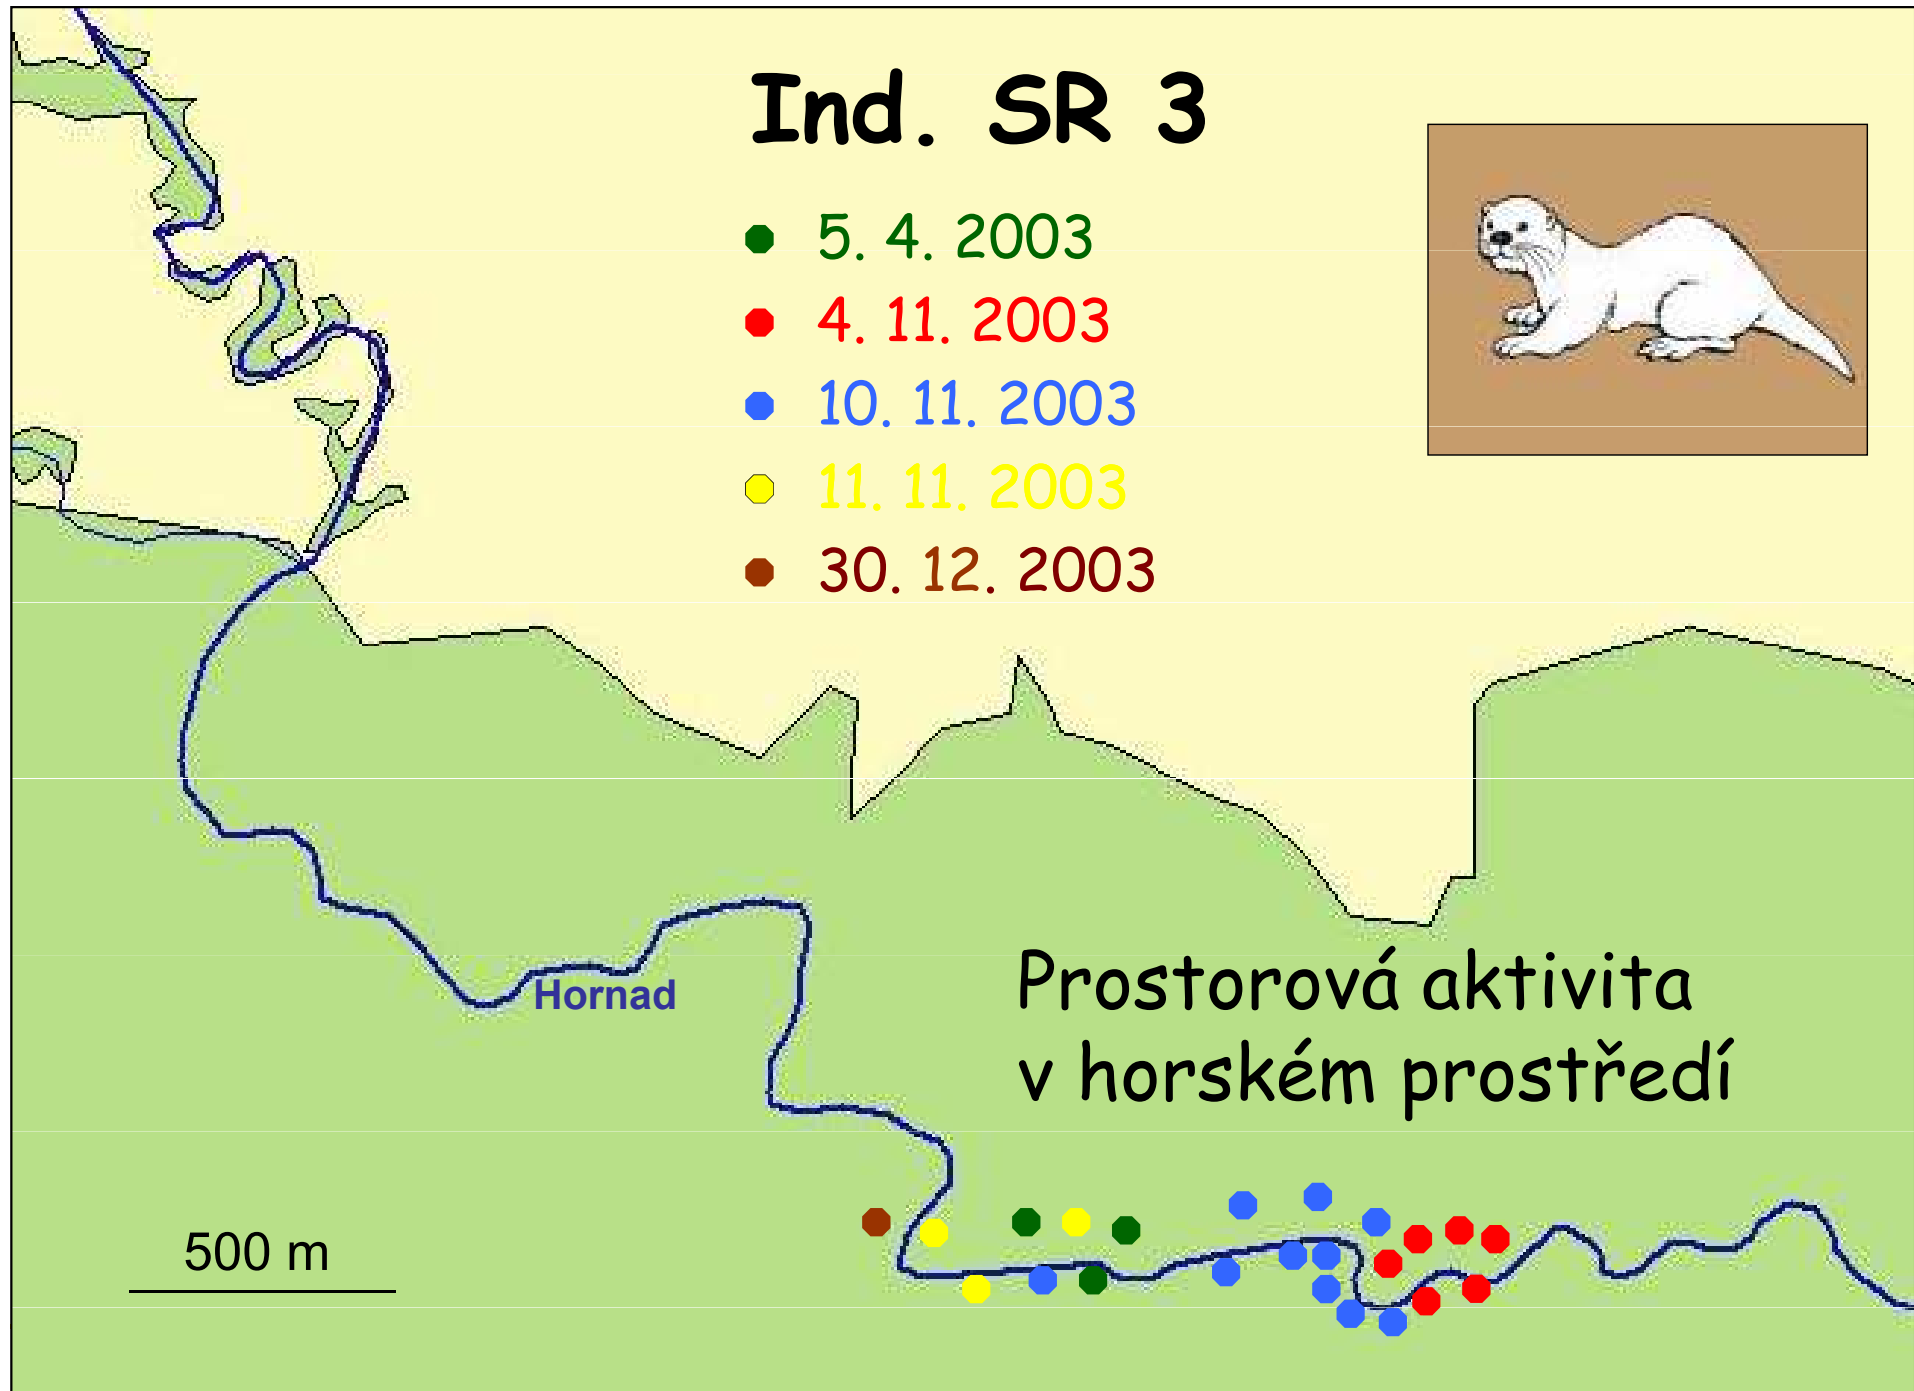 Ind. SR 3
5. 4. 2003
4. 11. 2003
10. 11. 2003
11. 11. 2003
30. 12. 2003
Hornad
Prostorová aktivita
v horském prostředí
500 m